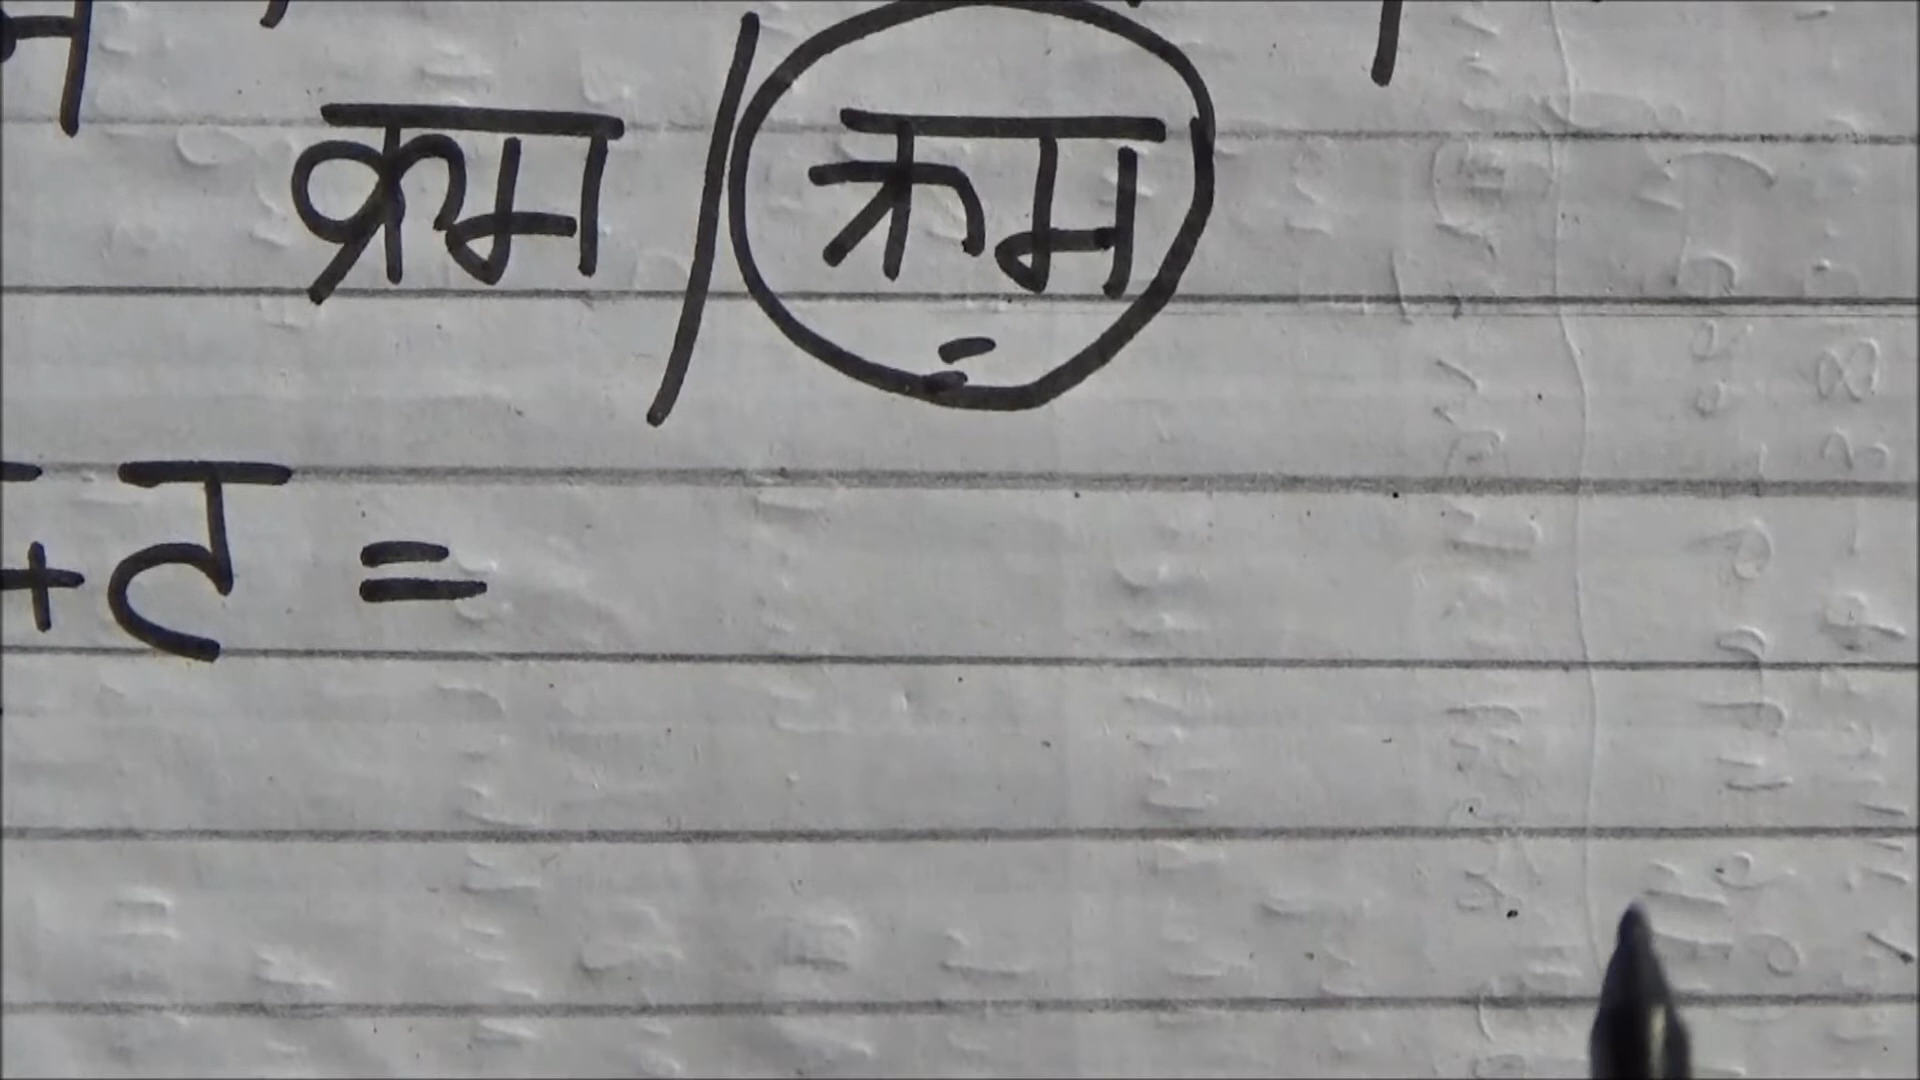 क्रम / क्रम =
+ट =